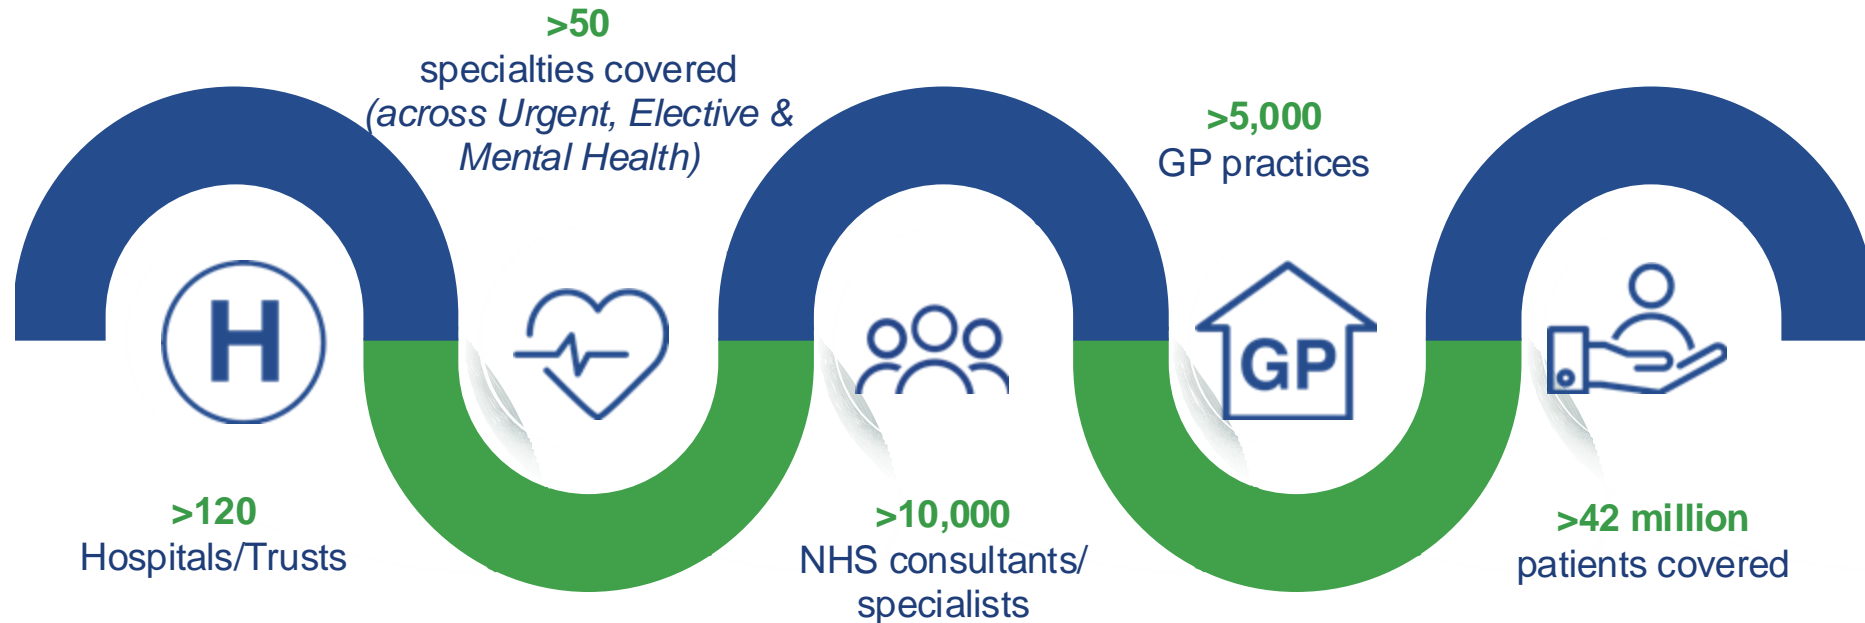 >50
specialties covered
(across Urgent, Elective &
Mental Health)
>5,000
GP practices
H
GP
>120
Hospitals/Trusts
>10,000
NHS consultants/
specialists
>42 million
patients covered